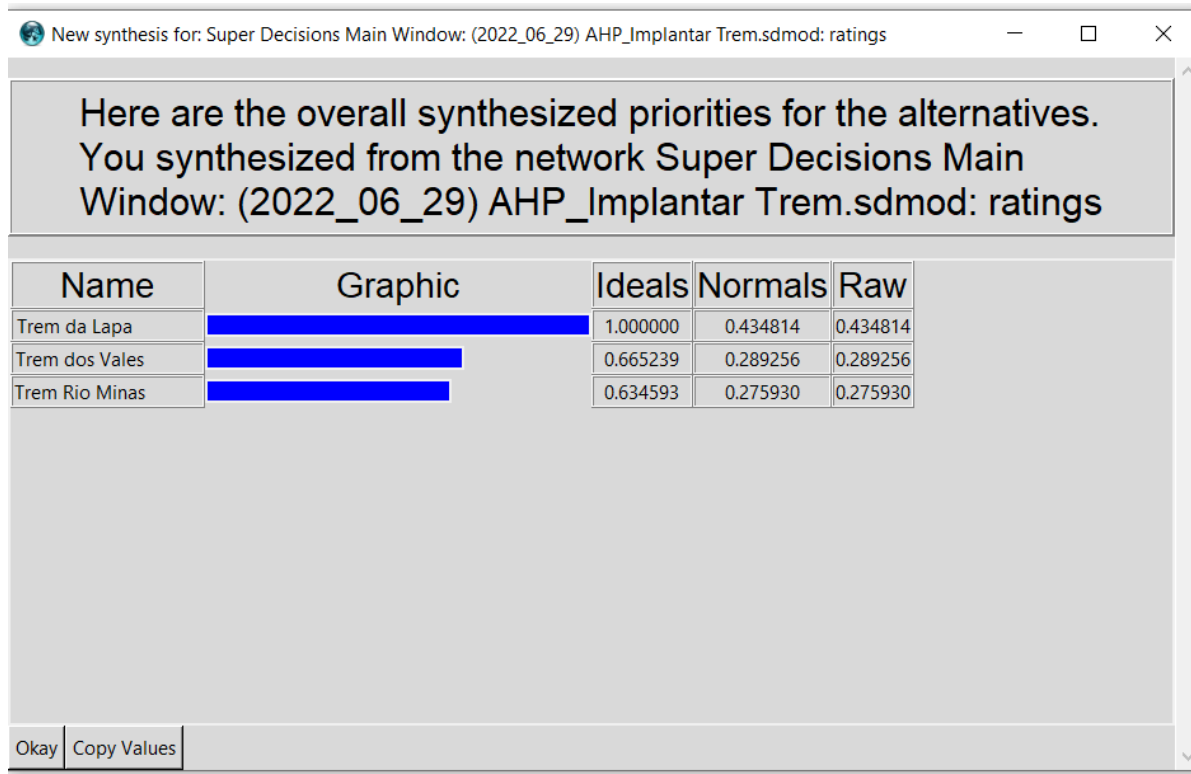 New synthesis for: Super Decisions Main Window: (2022_06_29) AHP_Implantar Trem.sdmod: ratings
Here are the overall synthesized priorities for the alternatives.
You synthesized from the network Super Decisions Main
Window: (2022_06_29) AHP_Implantar Trem.sdmod: ratings
Name Graphic Ideals Normals Raw
Trem da Lapa 1.000000 0.434814 0.434814
Trem dos Vales 0.665239 0.289256 0.289256
Trem Rio Minas 0.634593 0.275930 0.275930
Okay Copy Values